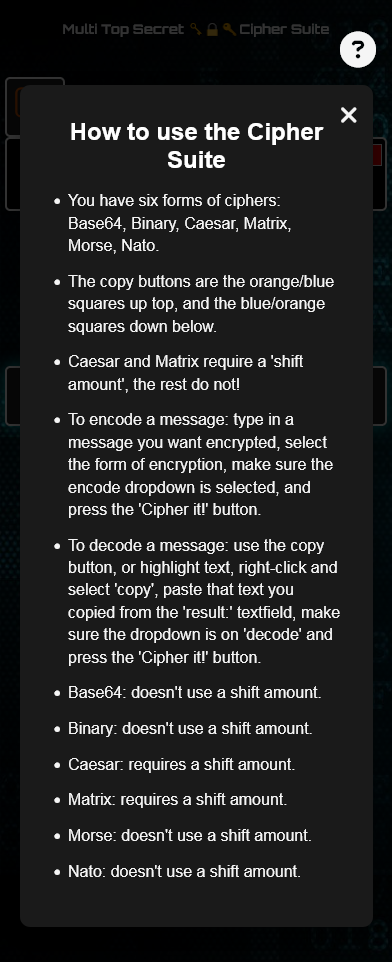 Multi Top Secret Cipher Suite
?
How to use the Cipher
Suite
You have six forms of ciphers:
Base64, Binary, Caesar, Matrix,
Morse, Nato.
The copy buttons are the orange/blue
squares up top, and the blue/orange
squares down below.
Caesar and Matrix require a 'shift
amount', the rest do not!
To encode a message: type in a
message you want encrypted, select
the form of encryption, make sure the
encode dropdown is selected, and
press the 'Cipher it!' button.
To decode a message: use the copy
button, or highlight text, right-click and
select 'copy', paste that text you
copied from the 'result:' textfield, make
sure the dropdown is on 'decode' and
press the 'Cipher it!' button.
Base64: doesn't use a shift amount.
Binary: doesn't use a shift amount.
Caesar: requires a shift amount.
Matrix: requires a shift amount.
Morse: doesn't use a shift amount.
Nato: doesn't use a shift amount.